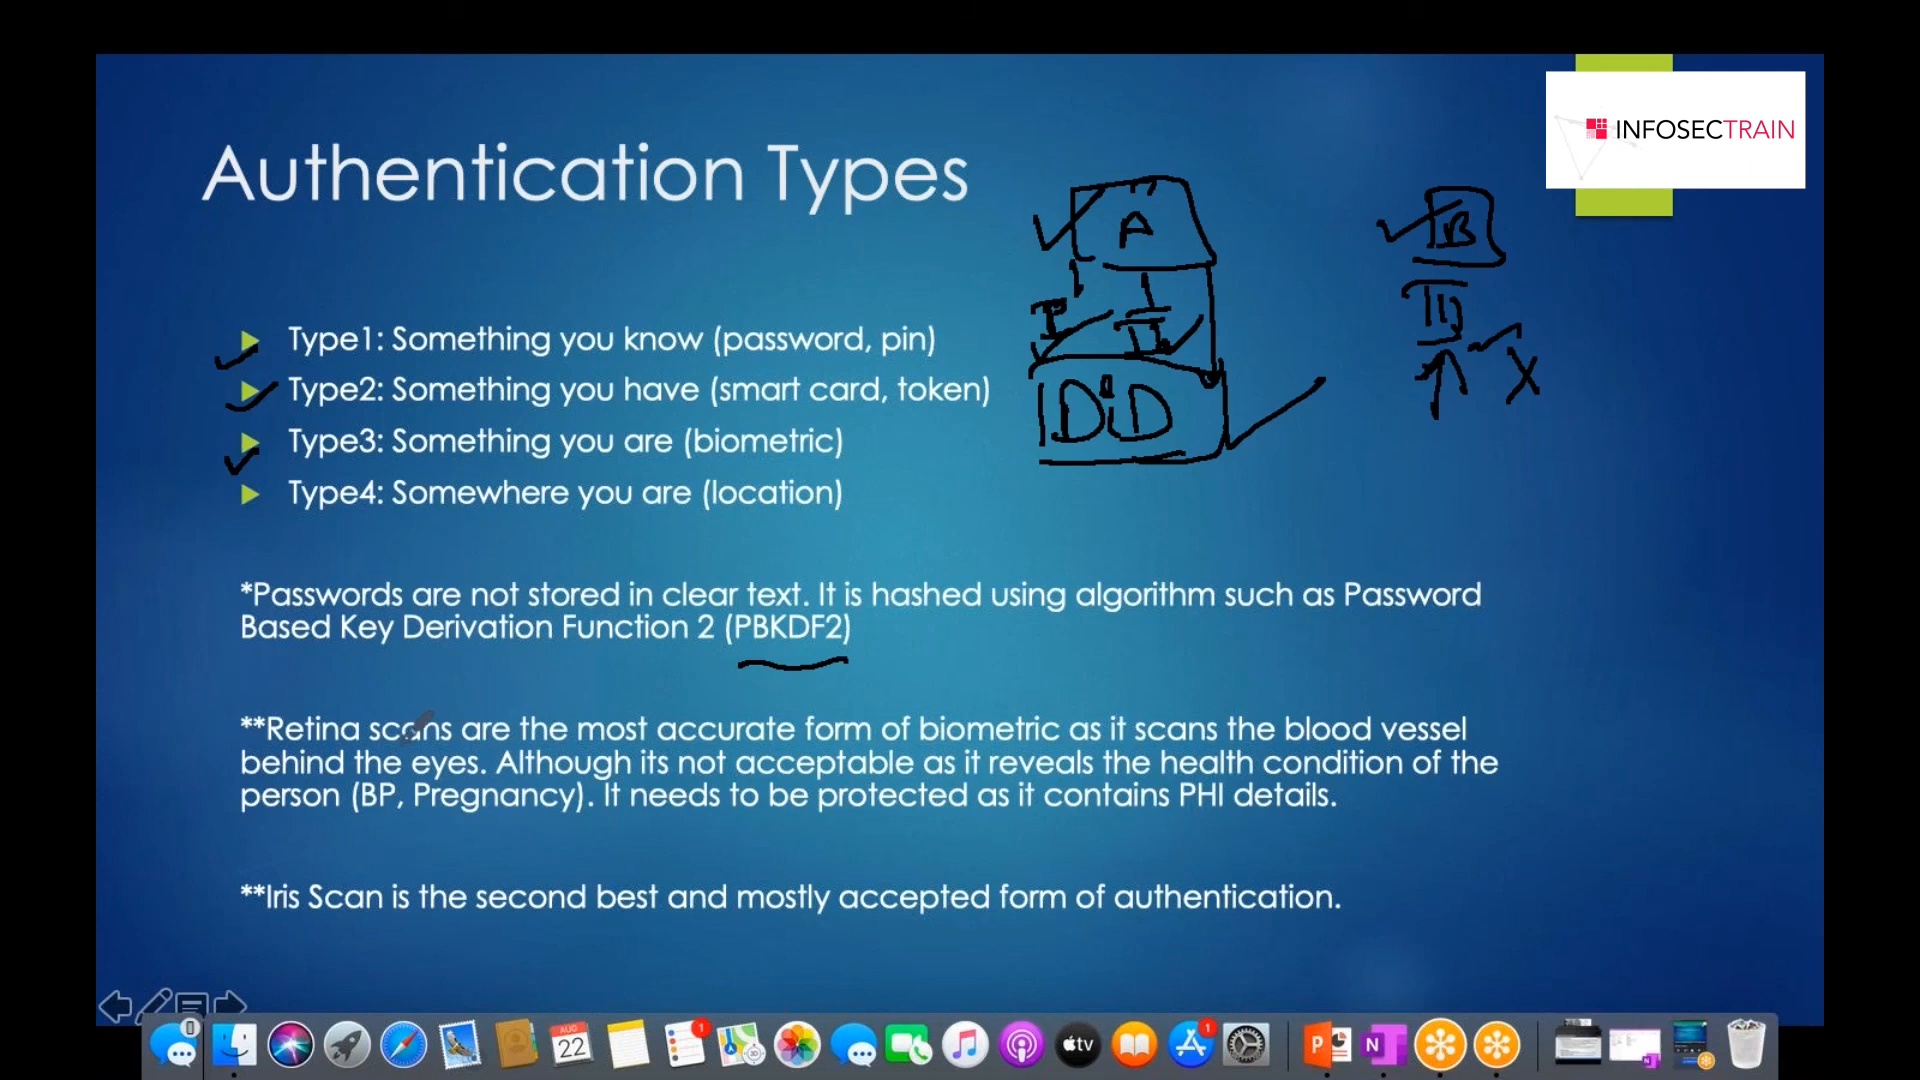 INFOSECTRAIN
Authentication Types
A
B
Type1: Something you know (password, pin)
Type2: Something you have (smart card, token)
DiD
Type3: Something you are (biometric)
Type4: Somewhere you are (location)
*Passwords are not stored in clear text. It is hashed using algorithm such as Password
Based Key Derivation Function 2 (PBKDF2)
**Retina scans are the most accurate form of biometric as it scans the blood vessel
behind the eyes. Although its not acceptable as it reveals the health condition of the
person (BP, Pregnancy). It needs to be protected as it contains PHI details.
**Iris Scan is the second best and mostly accepted form of authentication.
AUG
22
1
tv
1
P
N